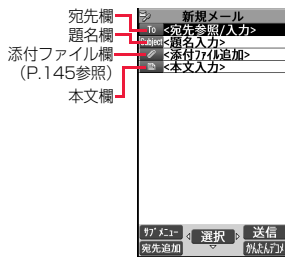 宛先欄
題名欄
添付ファイル欄
（P.145参照）
本文欄
新規メール
To <宛先参照/入力>
Subject <題名入力>
<添付ﾌｧｲﾙ追加>
<本文入力>
ｻﾌﾞﾒﾆｭｰ 選択 送信
宛先追加 かんたんデコメ